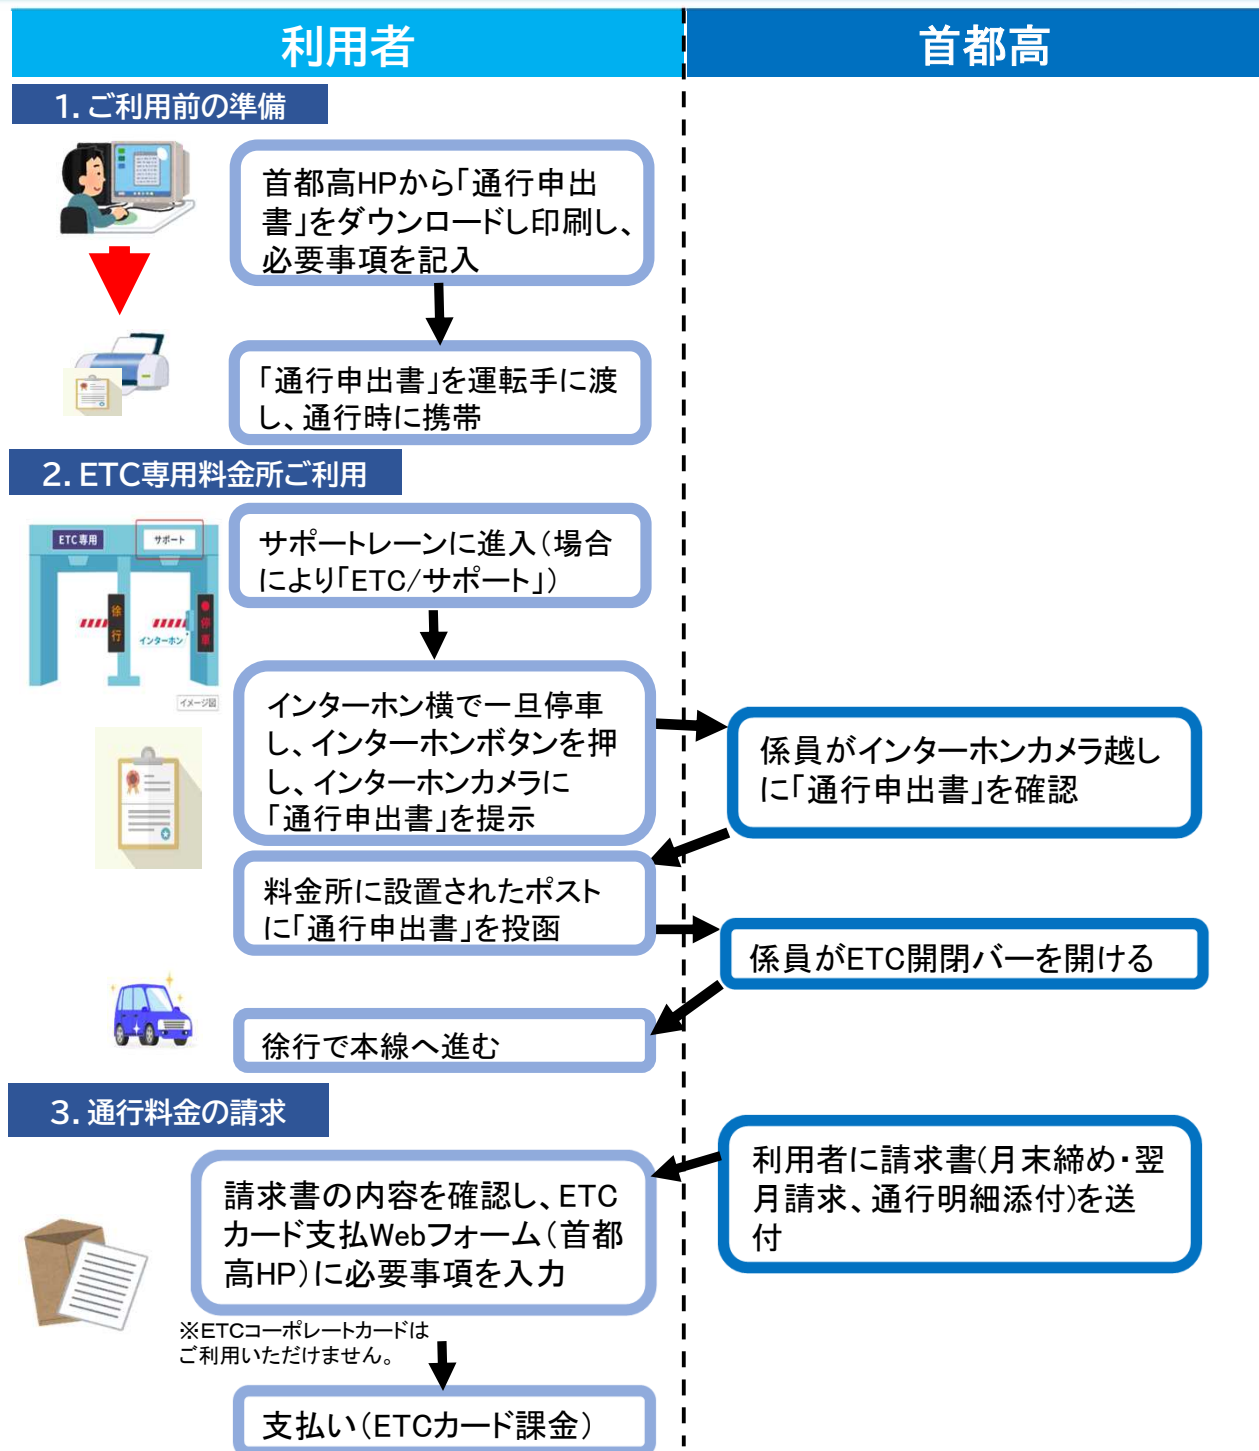 利用者
首都高
1. ご利用前の準備
首都高HPから「通行申出
書」をダウンロードし印刷し、
必要事項を記入
「通行申出書」を運転手に渡
し、通行時に携帯
2. ETC専用料金所ご利用
ETC専用
サポート
徐行
停車
インターホン
イメージ図
サポートレーンに進入（場合
により「ETC/サポート」）
インターホン横で一旦停車
し、インターホンボタンを押
し、インターホンカメラに
「通行申出書」を提示
係員がインターホンカメラ越し
に「通行申出書」を確認
料金所に設置されたポスト
に「通行申出書」を投函
係員がETC開閉バーを開ける
徐行で本線へ進む
3. 通行料金の請求
利用者に請求書(月末締め・翌
月請求、通行明細添付)を送
付
請求書の内容を確認し、ETC
カード支払Webフォーム（首都
高HP）に必要事項を入力
※ETCコーポレートカードは
ご利用いただけません。
支払い（ETCカード課金）